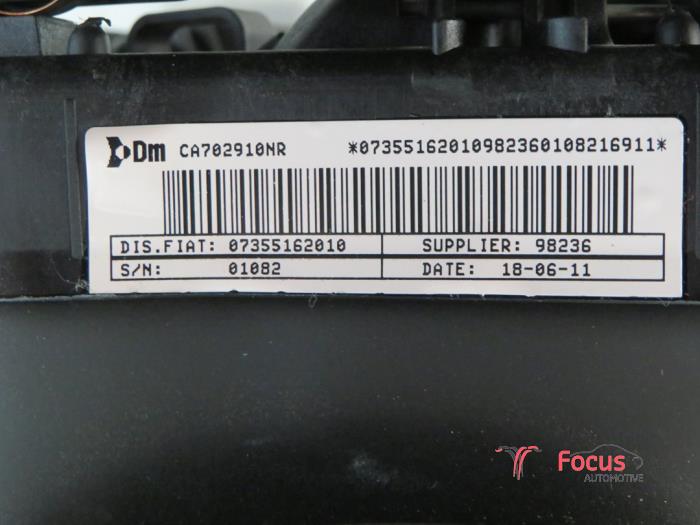 Dm CA702910NR *07355162010982360108216911*
DIS.FIAT: 07355162010 SUPPLIER: 98236
S/N: 01082 DATE: 18-06-11
Focus
AUTOMOTIVE